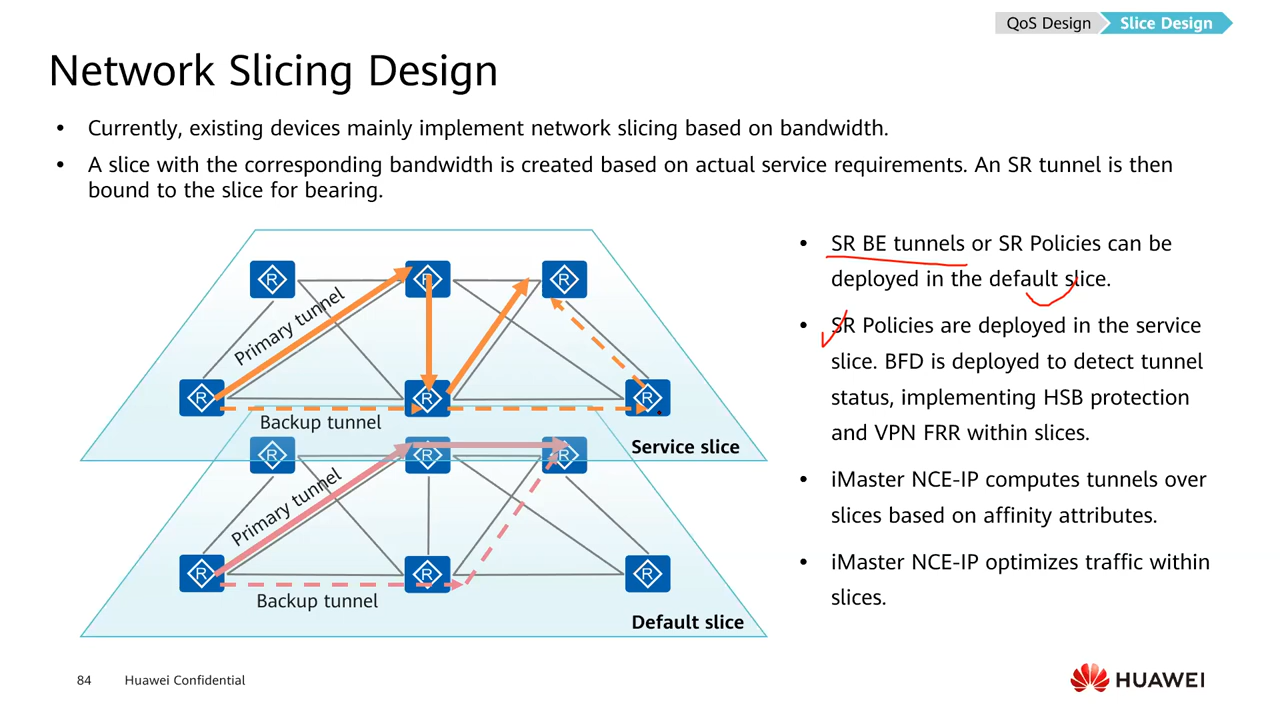 QoS Design
Slice Design
Network Slicing Design
• Currently, existing devices mainly implement network slicing based on bandwidth.
• A slice with the corresponding bandwidth is created based on actual service requirements. An SR tunnel is then
bound to the slice for bearing.
R
R
R
Primary tunnel
R
R
R
Backup tunnel
Service slice
R
R
R
Primary tunnel
R
R
R
Backup tunnel
Default slice
• SR BE tunnels or SR Policies can be
deployed in the default slice.
• SR Policies are deployed in the service
slice. BFD is deployed to detect tunnel
status, implementing HSB protection
and VPN FRR within slices.
• iMaster NCE-IP computes tunnels over
slices based on affinity attributes.
• iMaster NCE-IP optimizes traffic within
slices.
84
Huawei Confidential
HUAWEI